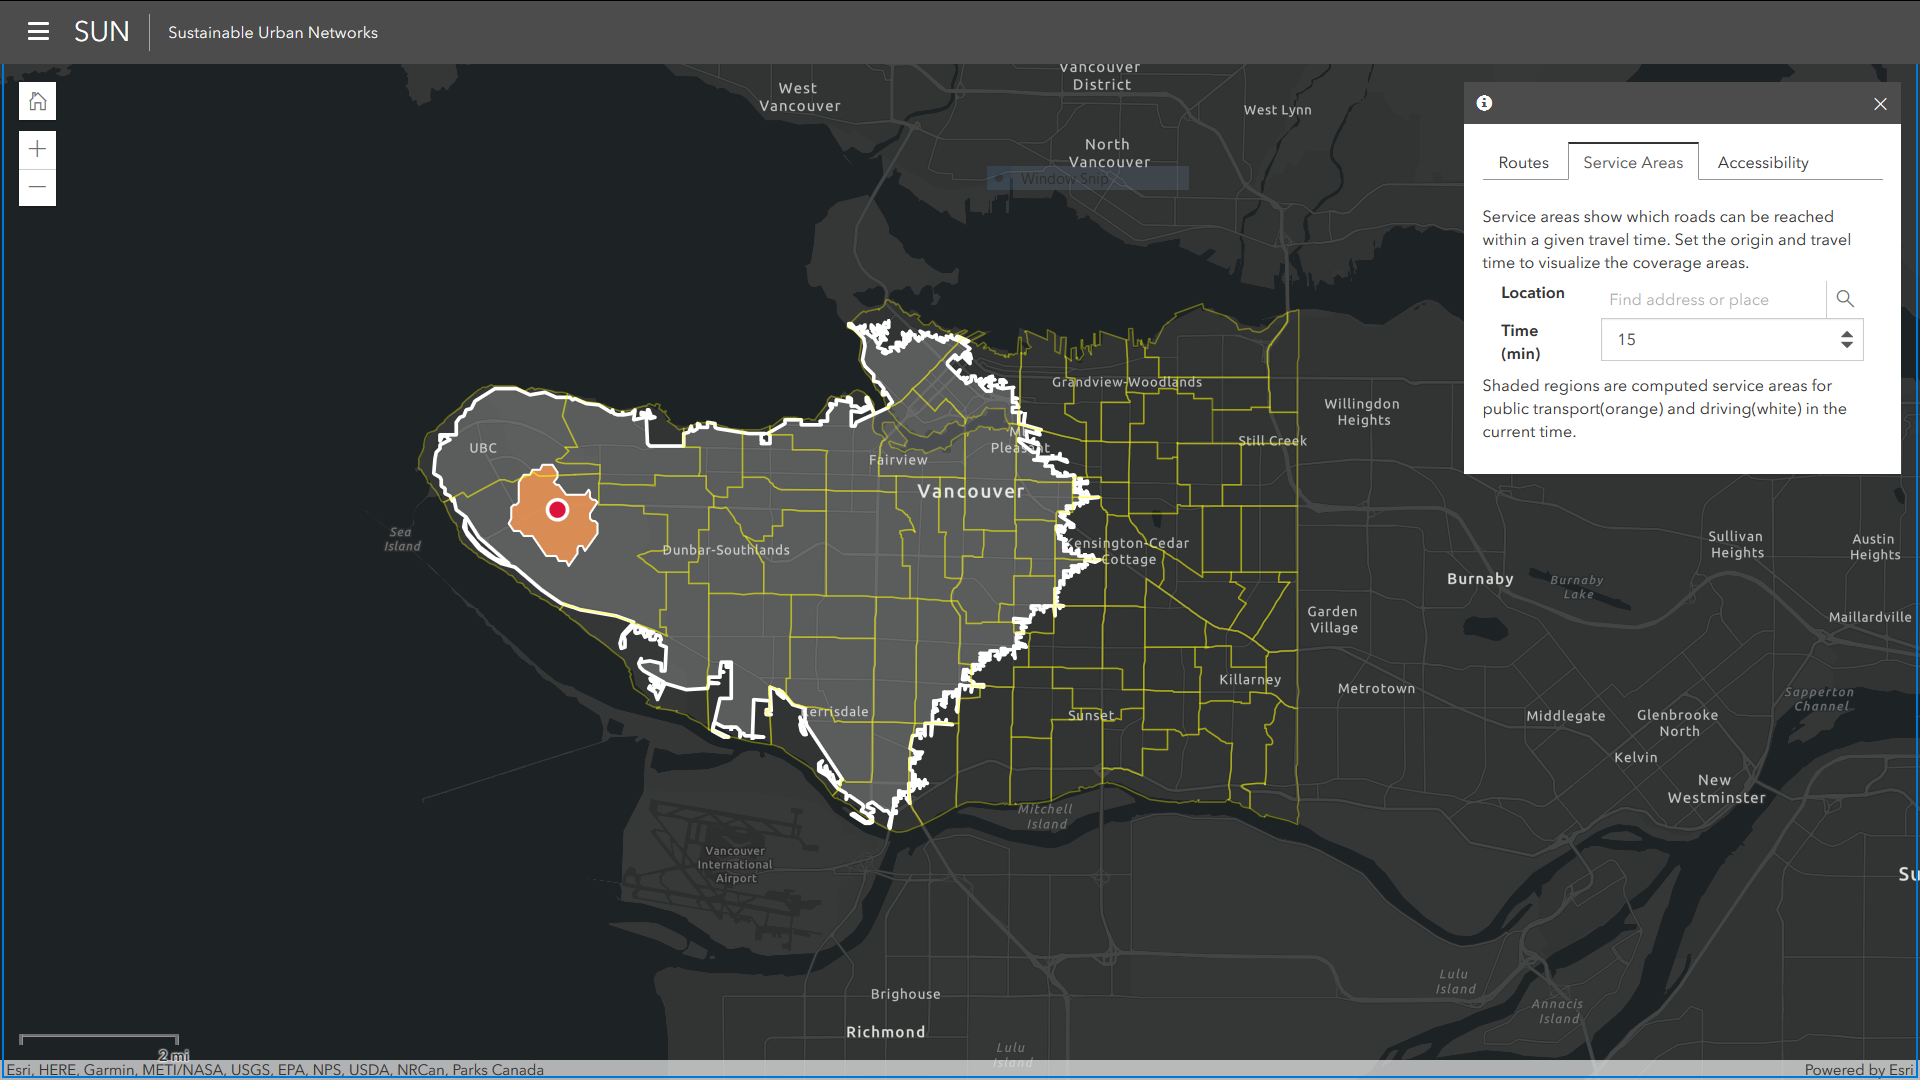 SUN
Sustainable Urban Networks
Vancouver
District
West
Vancouver
West Lynn
North
Vancouver
Window Snip
Routes
Service Areas
Accessibility
Service areas show which roads can be reached
within a given travel time. Set the origin and travel
time to visualize the coverage areas.
Location
Find address or place
Time
(min)
15
Shaded regions are computed service areas for
public transport(orange) and driving(white) in the
current time.
Grandview-Woodlands
Willingdon
Heights
Still Creek
UBC
Pleasant
Fairview
Vancouver
Sea
Island
Dunbar-Southlands
Kensington-Cedar
Cottage
Sullivan
Heights
Austin
Heights
Burnaby
Burnaby
Lake
Garden
Village
Maillardville
Killarney
Metrotown
Sapperton
Channel
Kerrisdale
Sunset
Middlegate
Glenbrooke
North
Kelvin
New
Westminster
Mitchell
Island
Vancouver
International
Airport
Su
Lulu
Island
Brighouse
Annacis
Island
Richmond
Lulu
Island
2 mi
Esri, HERE, Garmin, METI/NASA, USGS, EPA, NPS, USDA, NRCan, Parks Canada
Powered by Esri